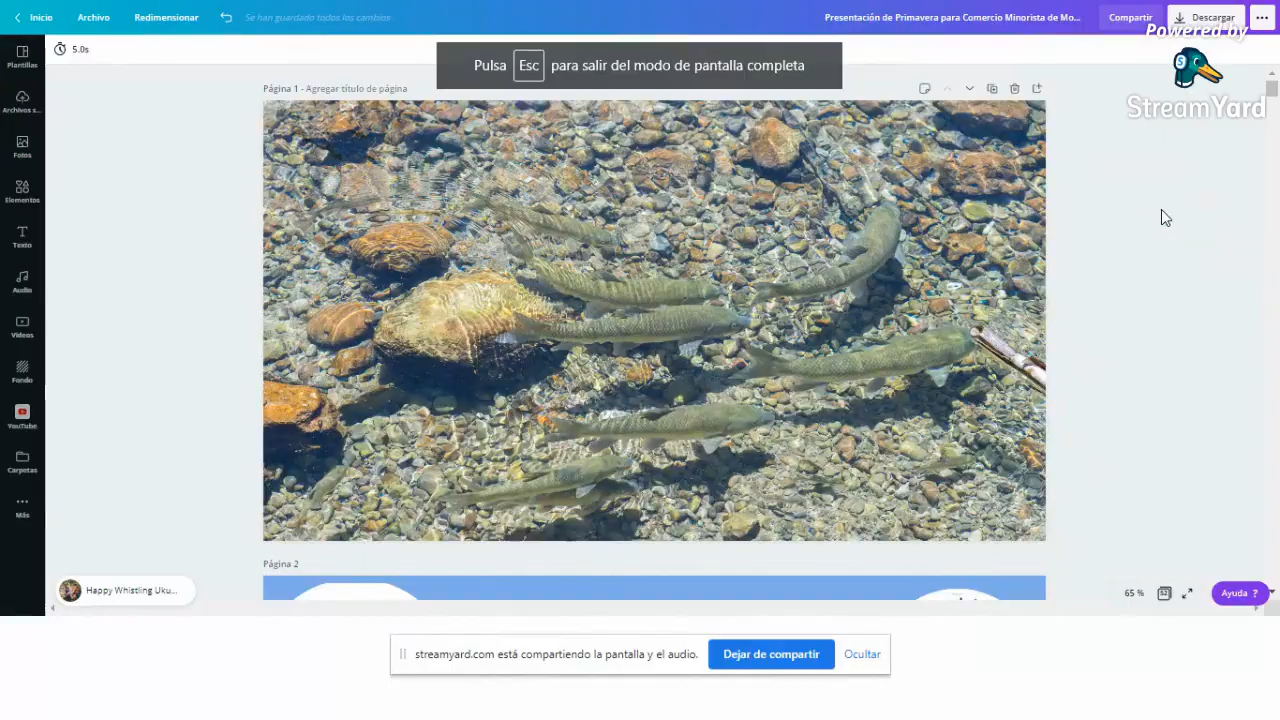 Inicio
Archivo
Redimensionar
Se han guardado todos los cambios
Presentación de Primavera para Comercio Minorista de Mo...
Compartir
Descargar
Powered by
StreamYard
5.0s
Pulsa Esc para salir del modo de pantalla completa
Página 1 - Agregar título de página
Plantillas
Archivos s...
Fotos
Elementos
Texto
Audio
Videos
Fondo
YouTube
Carpetas
Más
Página 2
Happy Whistling Uku...
65 %
52
Ayuda ?
streamyard.com está compartiendo la pantalla y el audio.
Dejar de compartir
Ocultar